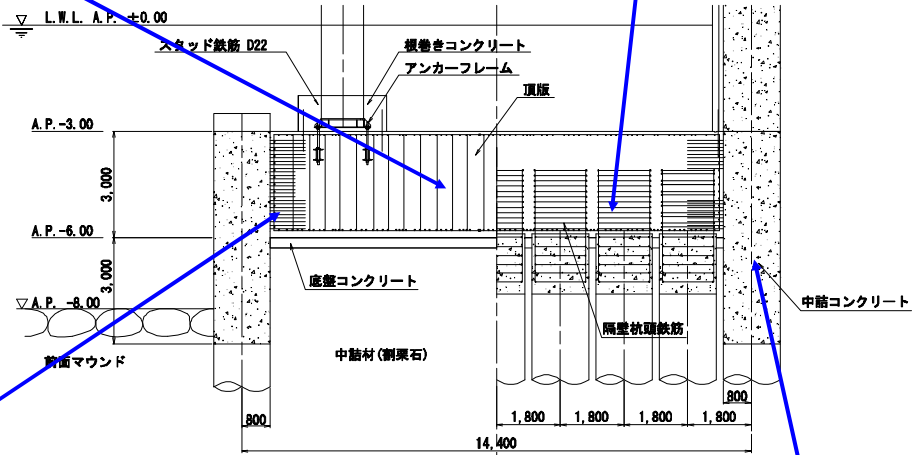 L.W.L. A.P. ±0.00
スタッド鉄筋 D22
根巻きコンクリート
アンカーフレーム
頂版
A.P.-3.00
3,000
A.P.-6.00
3,000
底盤コンクリート
A.P. -8.00
中詰コンクリート
隔壁杭頭鉄筋
中詰材(割栗石)
前面マウンド
800
800
1,800
1,800
1,800
1,800
14,400